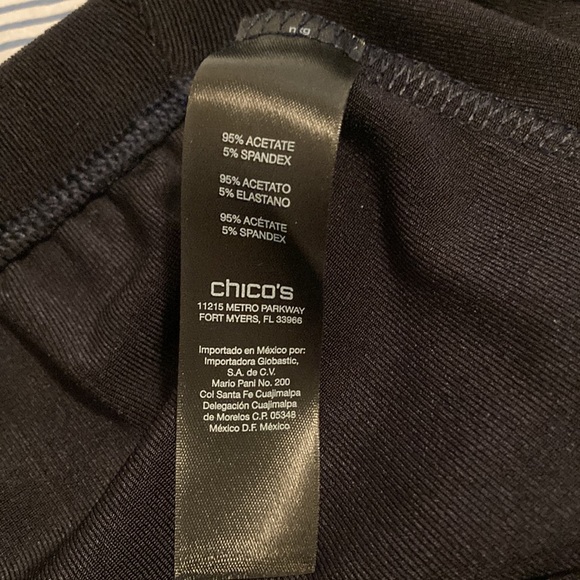 95% ACETATE
5% SPANDEX
95% ACETATO
5% ELASTANO
95% ACÉTATE
5% SPANDEX
chico's
11215 METRO PARKWAY
FORT MYERS, FL 33966
Importado en México por:
Importadora Globastic,
S.A. de C.V.
Mario Pani No. 200
Col Santa Fe Cuajimalpa
Delegación Cuajimalpa
de Morelos C.P. 05348
México D.F. México